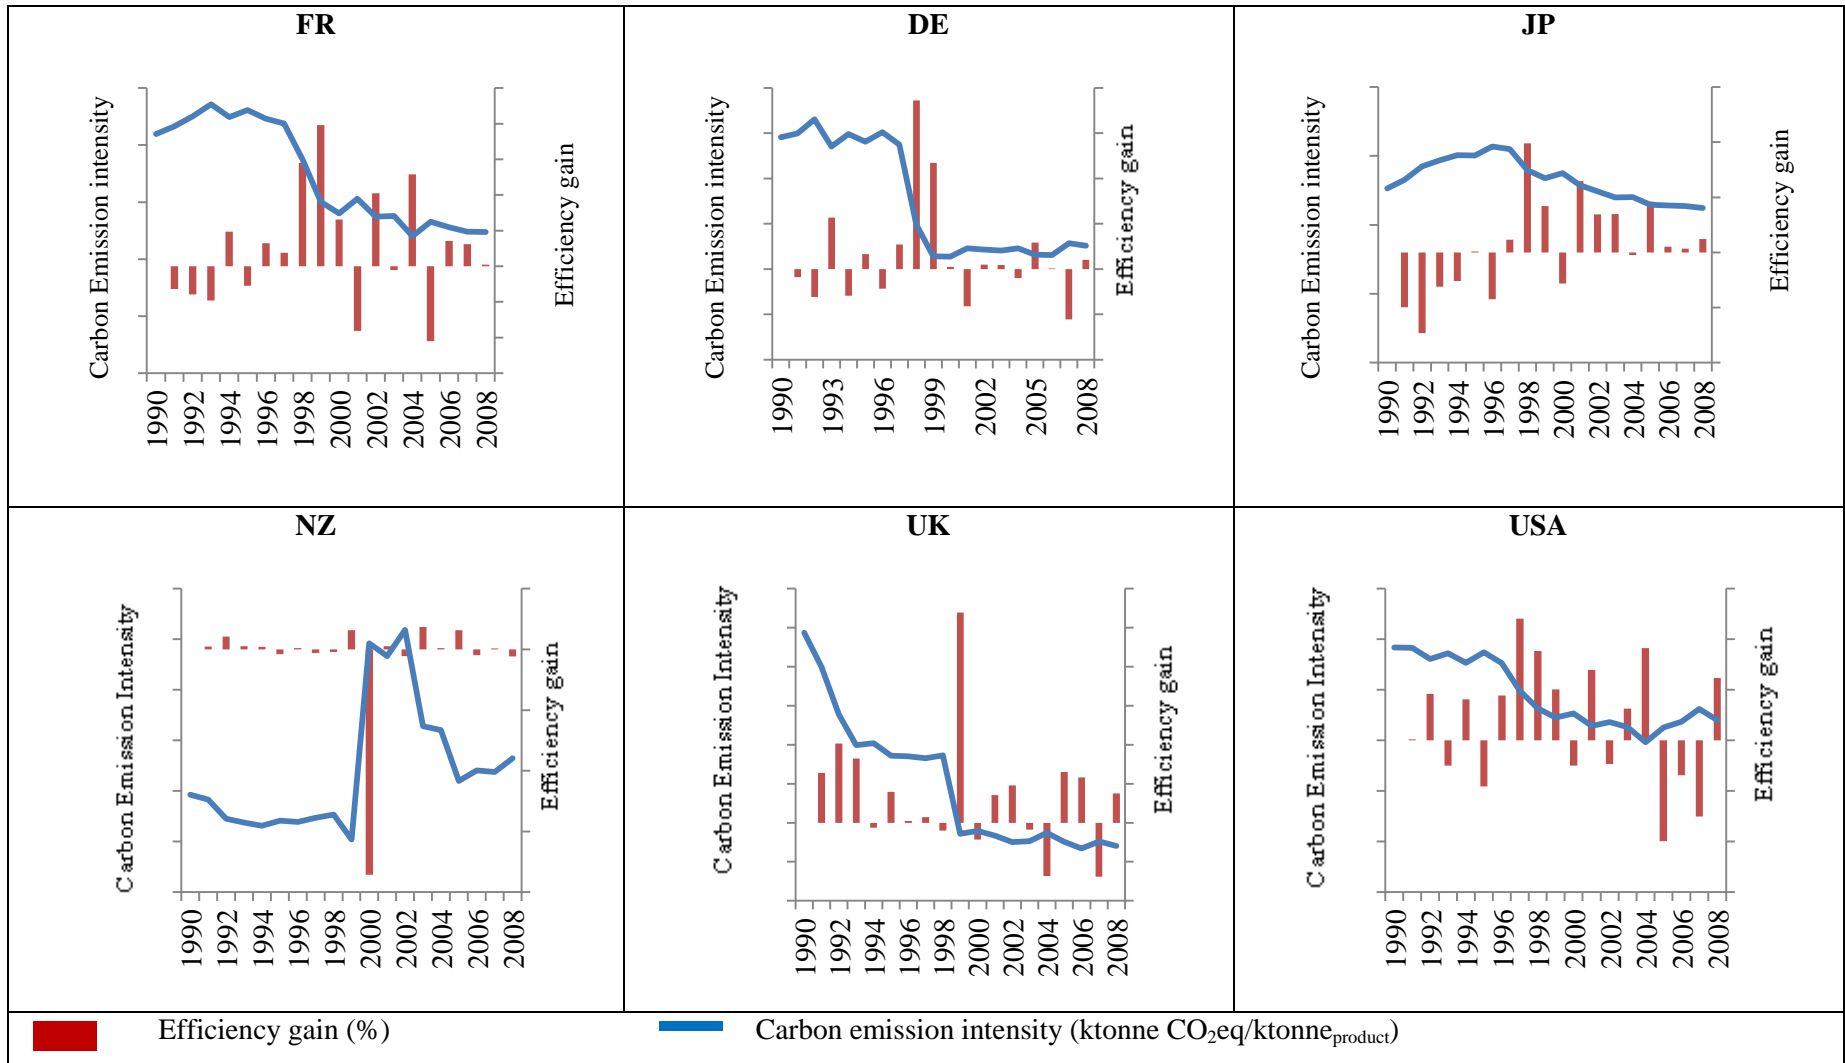 FR
Carbon Emission intensity
Efficiency gain
1990 1992 1994 1996 1998 2000 2002 2004 2006 2008
DE
Carbon Emission intensity
Efficiency gain
1990 1993 1996 1999 2002 2005 2008
JP
Carbon Emission intensity
Efficiency gain
1990 1992 1994 1996 1998 2000 2002 2004 2006 2008
NZ
Carbon Emission Intensity
Efficiency gain
1990 1992 1994 1996 1998 2000 2002 2004 2006 2008
UK
Carbon Emission Intensity
Efficiency gain
1990 1992 1994 1996 1998 2000 2002 2004 2006 2008
USA
Carbon Emission Intensity
Efficiency gain
1990 1992 1994 1996 1998 2000 2002 2004 2006 2008
Efficiency gain (%)
Carbon emission intensity (ktonne CO₂eq/ktonneproduct)